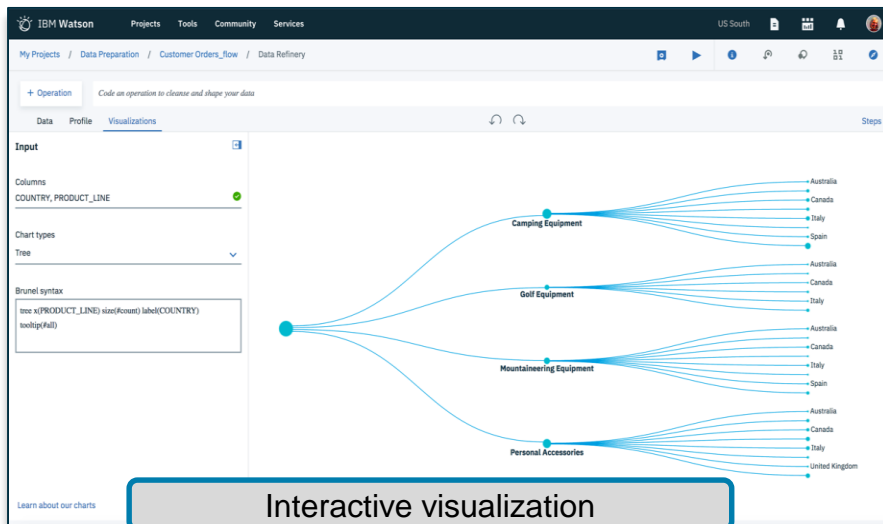 IBM Watson Projects Tools Community Services US South
My Projects / Data Preparation / Customer Orders_flow / Data Refinery
+ Operation Code an operation to cleanse and shape your data
Data Profile Visualizations Steps
Input
Columns
COUNTRY, PRODUCT_LINE
Chart types
Tree
Brunel syntax
tree x(PRODUCT_LINE) size(#count) label(COUNTRY)
tooltip(#all)
Camping Equipment
Australia
Canada
Italy
Spain
Golf Equipment
Australia
Canada
Italy
Mountaineering Equipment
Australia
Canada
Italy
Spain
Personal Accessories
Australia
Canada
Italy
United Kingdom
Learn about our charts
Interactive visualization